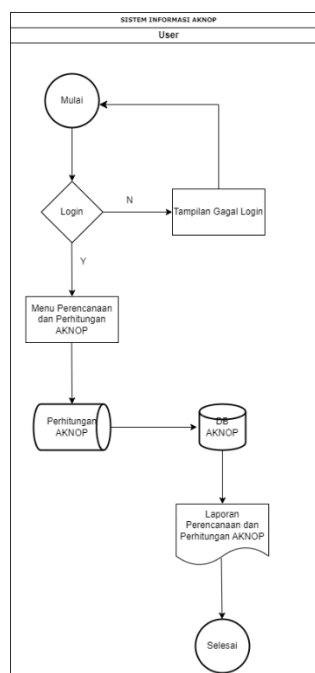 SISTEM INFORMASI AKNOP
User
Mulai
Login
N
Tampilan Gagal Login
Y
Menu Perencanaan
dan Perhitungan
AKNOP
Perhitungan
AKNOP
DB
AKNOP
Laporan
Perencanaan dan
Perhitungan AKNOP
Selesai